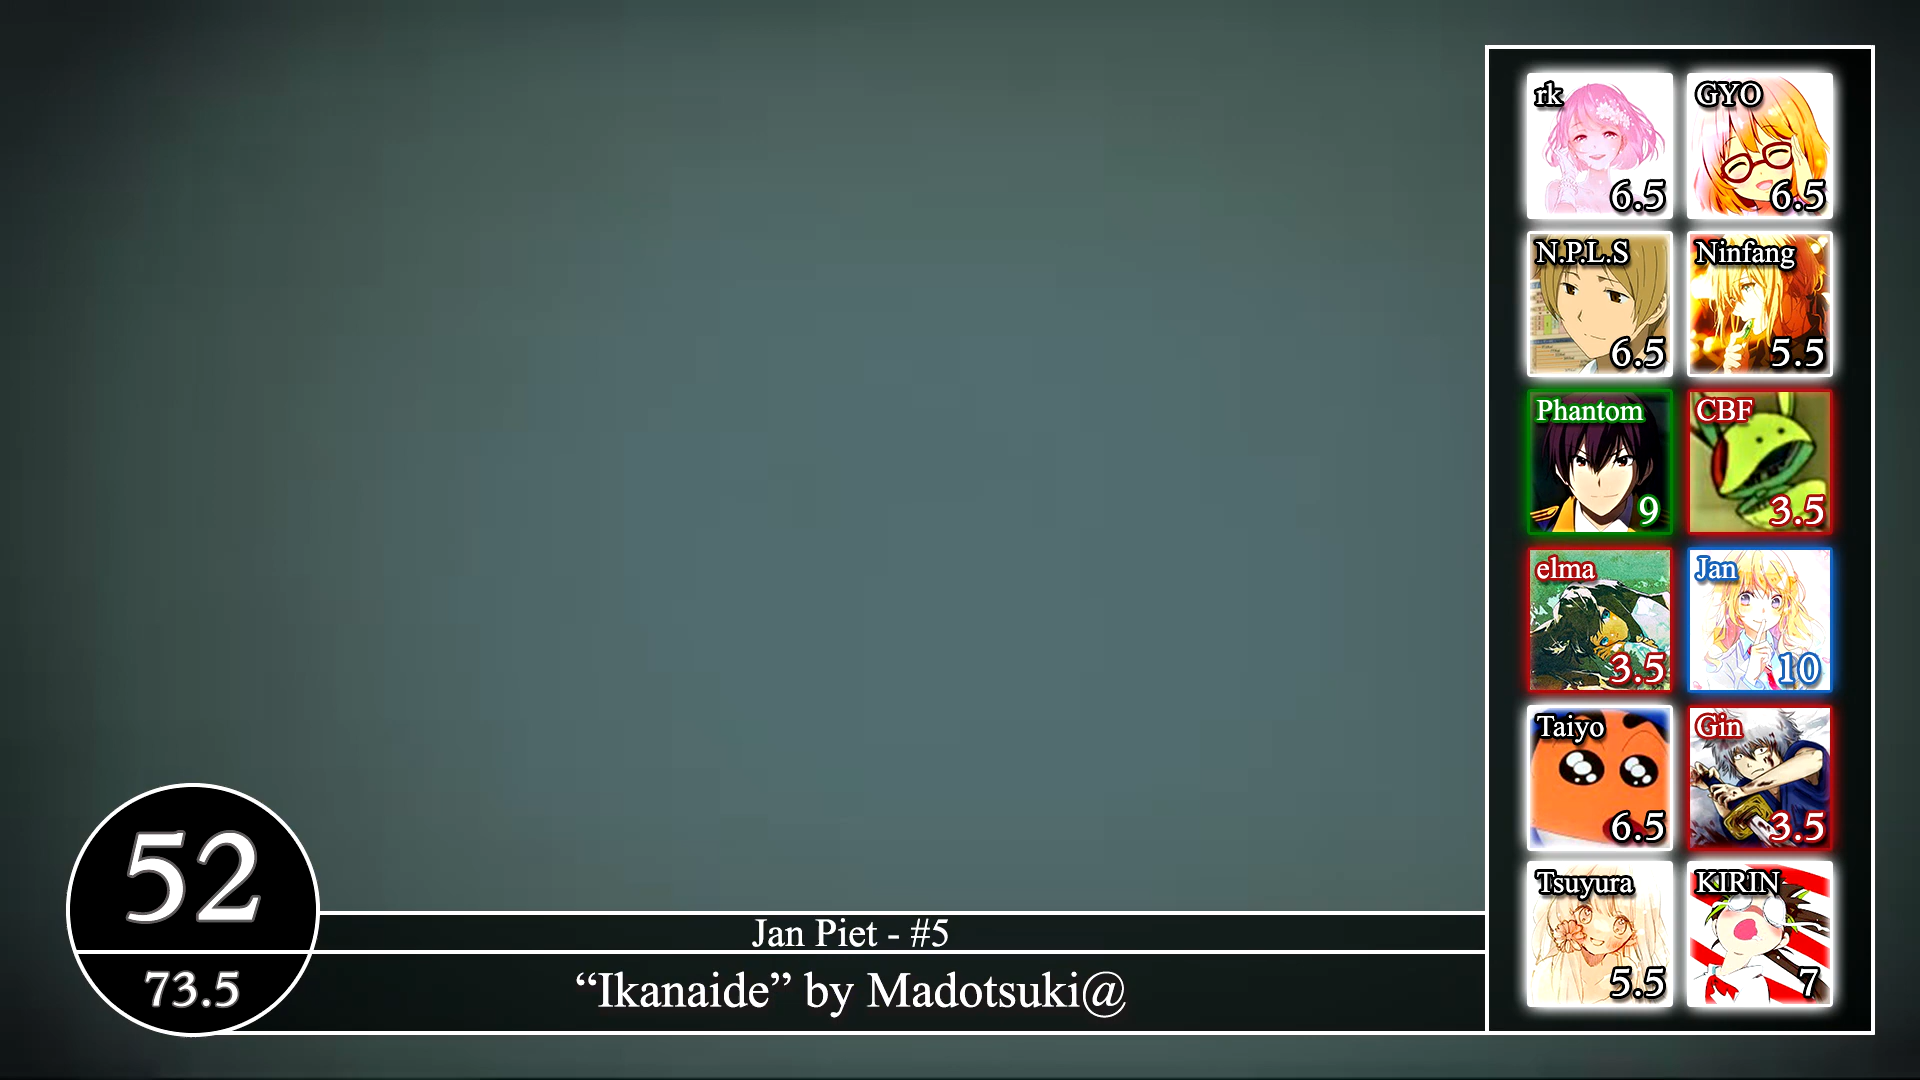 rk
6.5
GYO
6.5
N.P.L.S
6.5
Ninfang
5.5
Phantom
9
CBF
3.5
elma
3.5
Jan
10
Taiyo
6.5
Gin
3.5
Tsuyura
5.5
KIRIN
7
52
73.5
Jan Piet - #5
“Ikanaide” by Madotsuki@